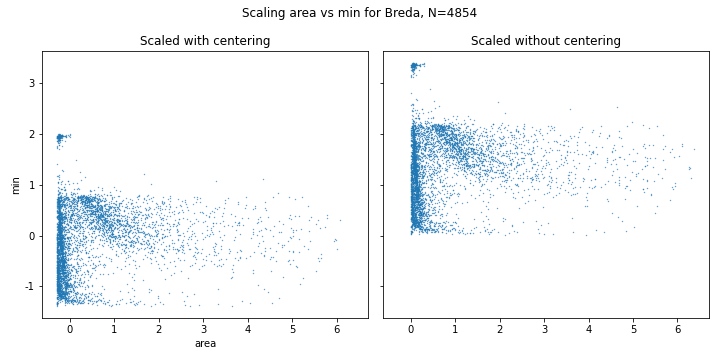 Scaling area vs min for Breda, N=4854
Scaled with centering
Scaled without centering
3
2
1
0
-1
min
0 1 2 3 4 5 6
area
0 1 2 3 4 5 6